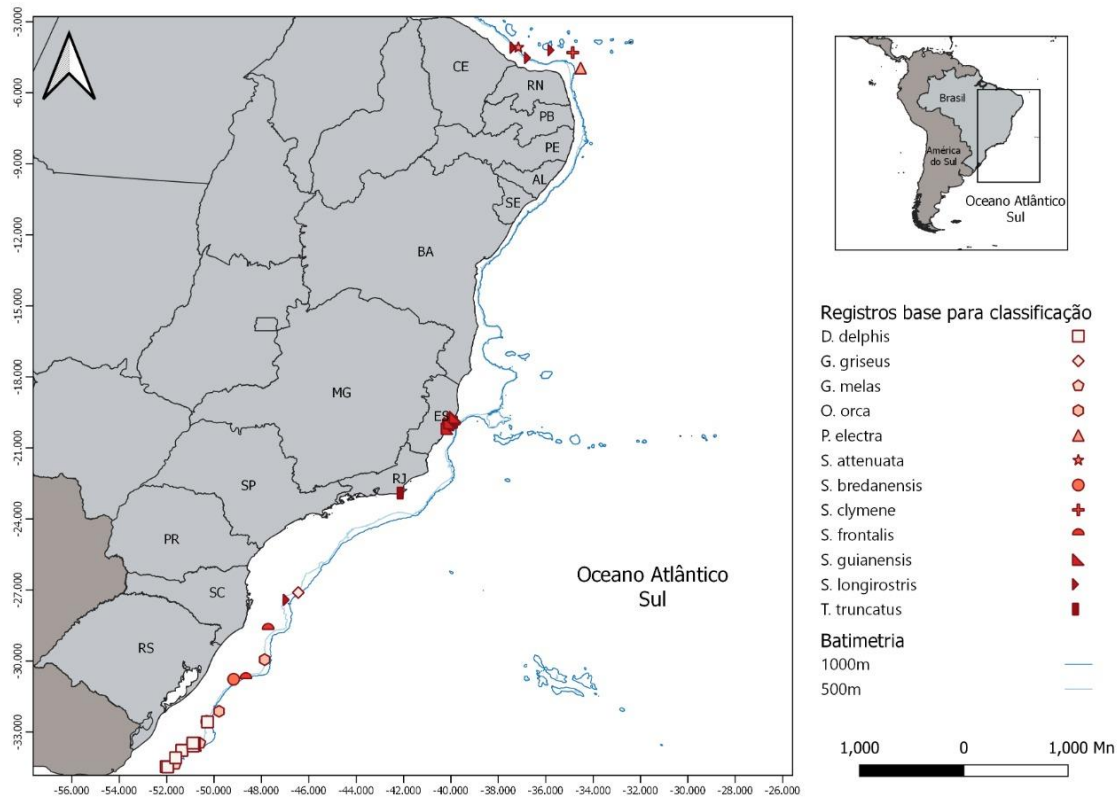 -3.000
-6.000
-9.000
-12.000
-15.000
-18.000
-21.000
-24.000
-27.000
-30.000
-33.000
CE
RN
PB
PE
AL
SE
BA
MG
ES
RJ
SP
PR
SC
RS
Oceano Atlântico
Sul
-56.000 -54.000 -52.000 -50.000 -48.000 -46.000 -44.000 -42.000 -40.000 -38.000 -36.000 -34.000 -32.000 -30.000 -28.000 -26.000
Brasil
América
do Sul
Oceano Atlântico
Sul
Registros base para classificação
D. delphis
G. griseus
G. melas
O. orca
P. electra
S. attenuata
S. bredanensis
S. clymene
S. frontalis
S. guianensis
S. longirostris
T. truncatus
Batimetria
1000m
500m
1,000 0 1,000 Mn